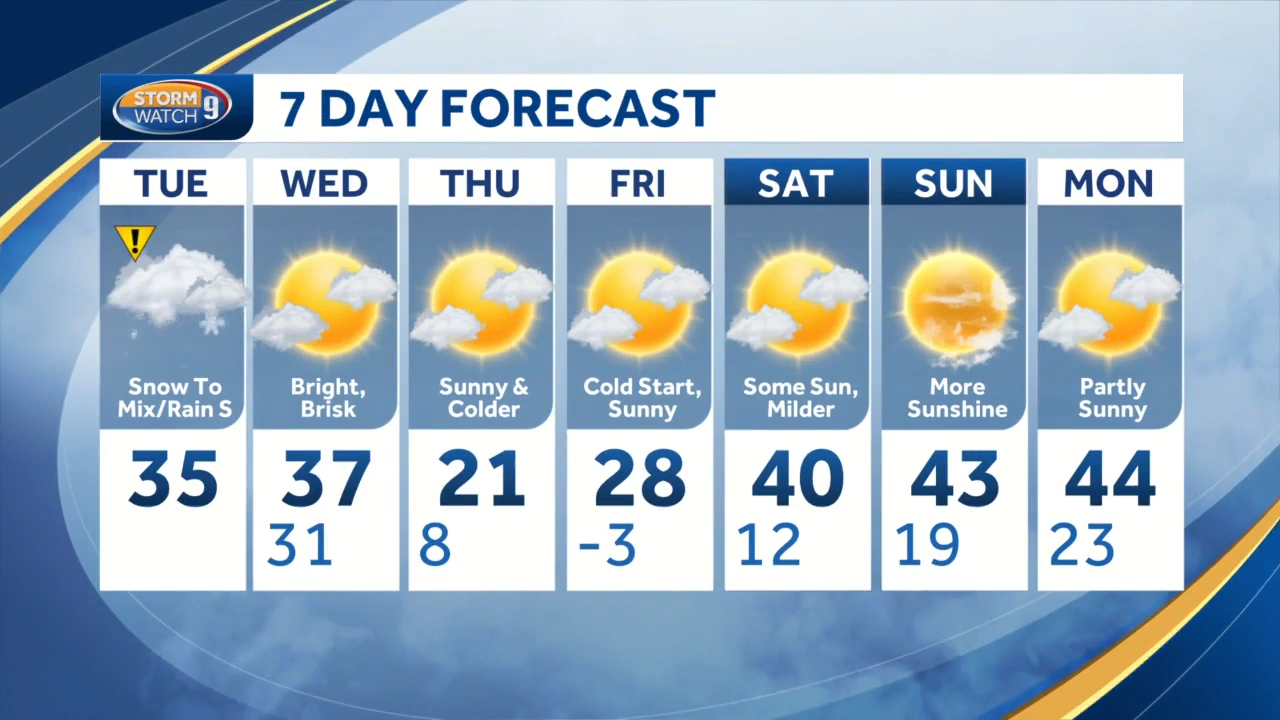 STORM
WATCH 9
7 DAY FORECAST
TUE WED THU FRI SAT SUN MON
!
Snow To
Mix/Rain S
Bright,
Brisk
Sunny &
Colder
Cold Start,
Sunny
Some Sun,
Milder
More
Sunshine
Partly
Sunny
35 37 21 28 40 43 44
31 8 -3 12 19 23